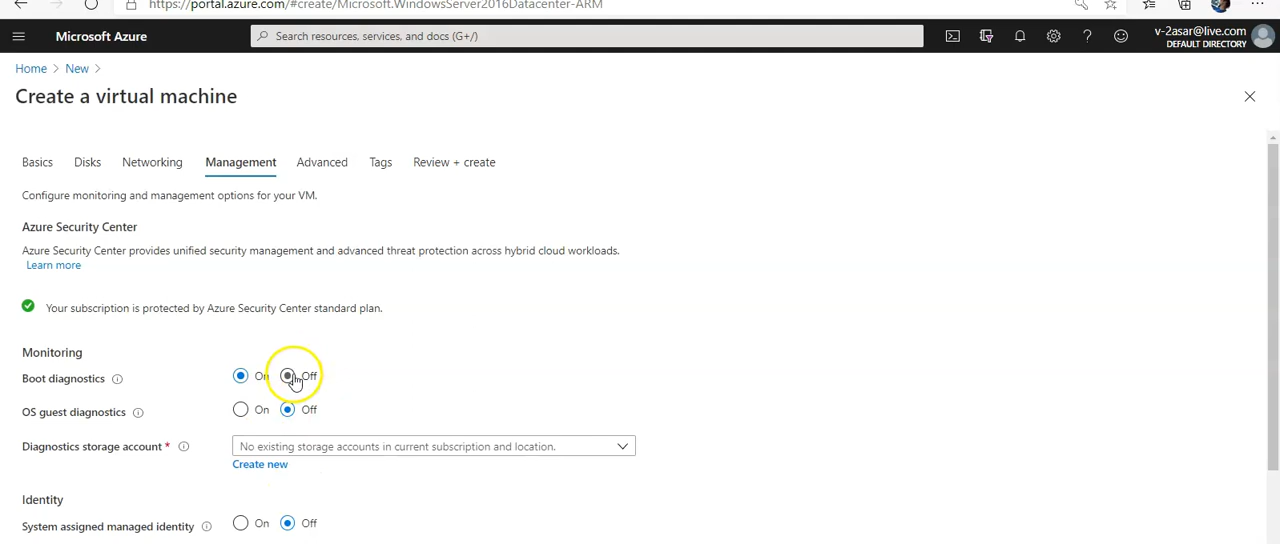 https://portal.azure.com/#create/Microsoft.WindowsServer2016Datacenter-ARM
Microsoft Azure
Search resources, services, and docs (G+/)
v-2asar@live.com
DEFAULT DIRECTORY
Home > New >
Create a virtual machine
Basics Disks Networking Management Advanced Tags Review + create
Configure monitoring and management options for your VM.
Azure Security Center
Azure Security Center provides unified security management and advanced threat protection across hybrid cloud workloads.
Learn more
Your subscription is protected by Azure Security Center standard plan.
Monitoring
Boot diagnostics On Off
OS guest diagnostics On Off
Diagnostics storage account * No existing storage accounts in current subscription and location.
Create new
Identity
System assigned managed identity On Off